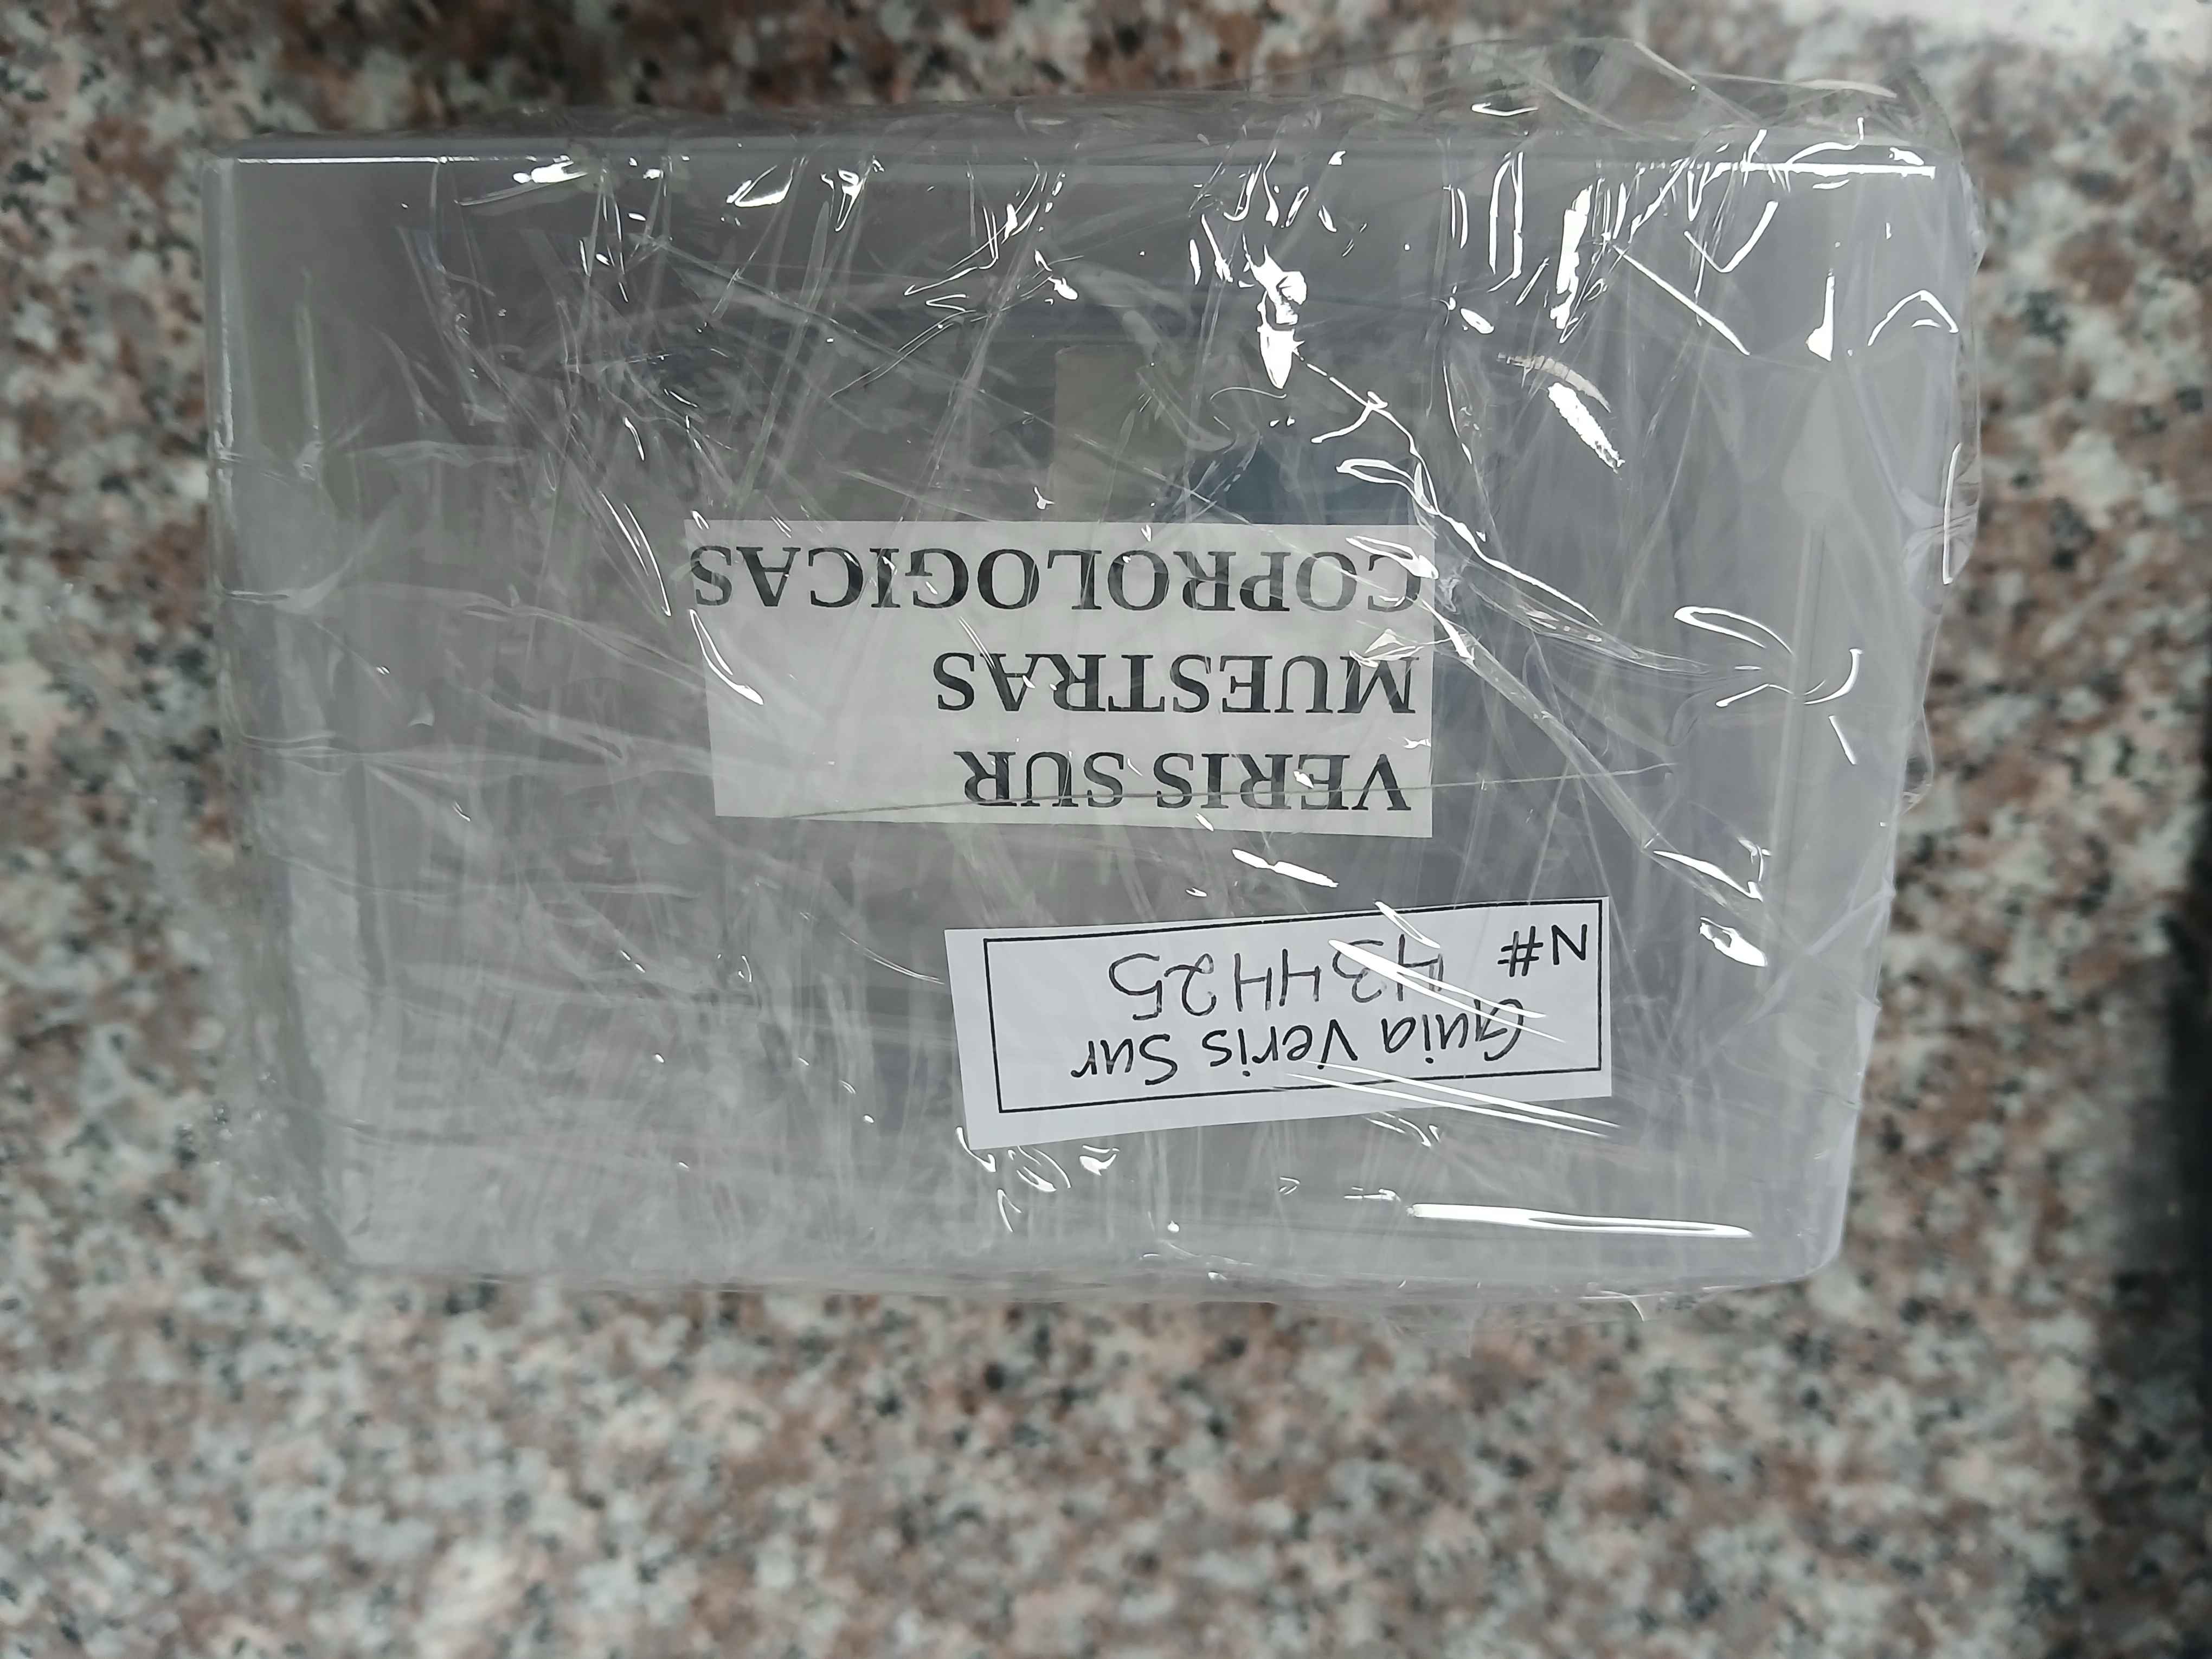 VERIS SUR
MUESTRAS
COPROLOGICAS
Guia Veris Sur
N# 434425